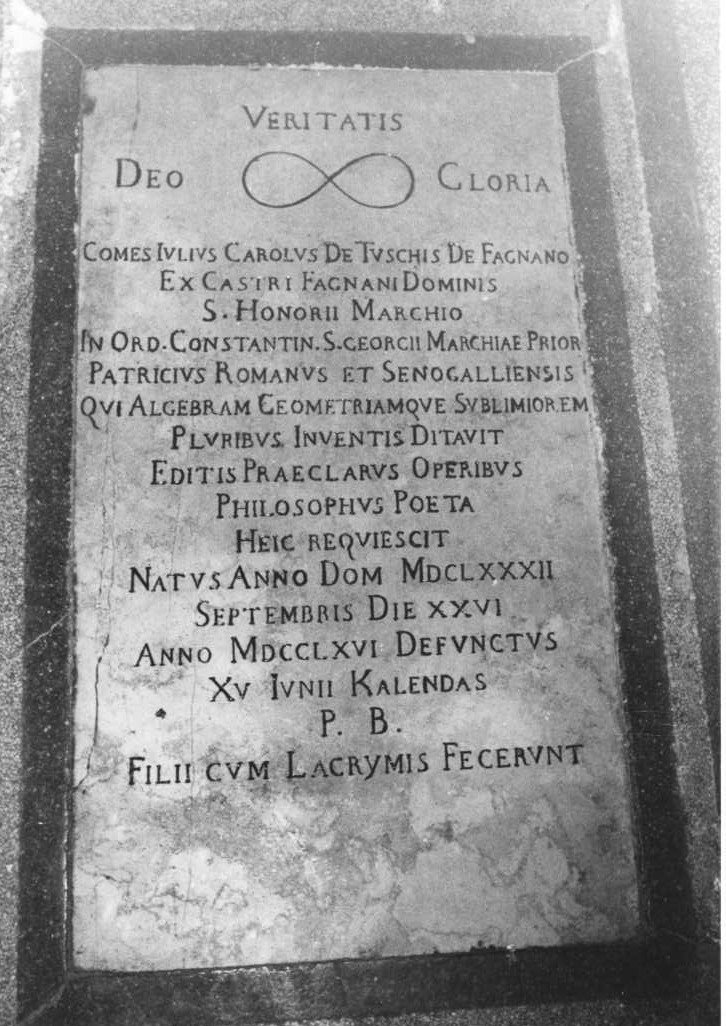 VERITATIS
DEO ∞ GLORIA
COMES IVLIVS CAROLVS DE TVSCHIS DE FAGNANO
EX CASTRI FAGNANI DOMINIS
S. HONORII MARCHIO
IN ORD. CONSTANTIN. S. GEORGII MARCHIAE PRIOR
PATRICIVS ROMANVS ET SENOGALLIENSIS
QVI ALGEBRAM GEOMETRIAMQVE SVBLIMIOREM
PLVRIBVS INVENTIS DITAVIT
EDITIS PRAECLARVS OPERIBVS
PHILOSOPHVS POETA
HEIC REQVIESCIT
NATVS ANNO DOM MDCLXXXII
SEPTEMBRIS DIE XXVI
ANNO MDCCLXVI DEFVNCTVS
XV IVNII KALENDAS
P. B.
FILII CVM LACRYMIS FECERVNT